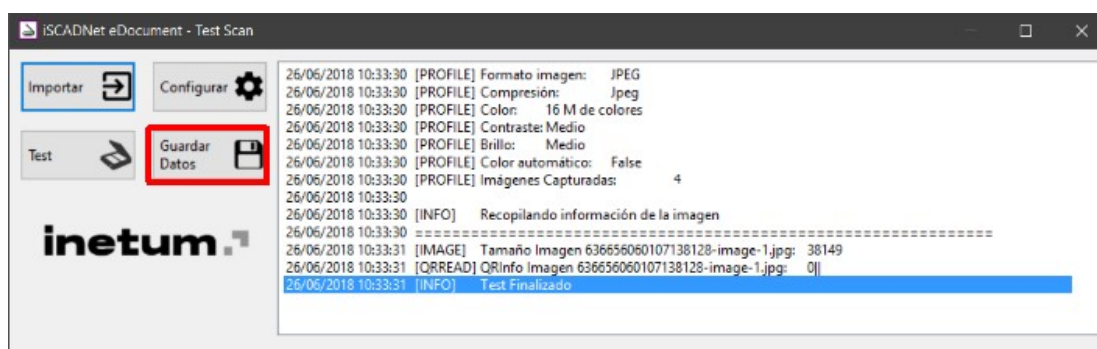 iSCADNet eDocument - Test Scan
Importar
Configurar
Test
Guardar
Datos
inetum.
26/06/2018 10:33:30 [PROFILE] Formato imagen: JPEG
26/06/2018 10:33:30 [PROFILE] Compresión: Jpeg
26/06/2018 10:33:30 [PROFILE] Color: 16 M de colores
26/06/2018 10:33:30 [PROFILE] Contraste: Medio
26/06/2018 10:33:30 [PROFILE] Brillo: Medio
26/06/2018 10:33:30 [PROFILE] Color automático: False
26/06/2018 10:33:30 [PROFILE] Imágenes Capturadas: 4
26/06/2018 10:33:30
26/06/2018 10:33:30 [INFO] Recopilando información de la imagen
26/06/2018 10:33:30 ================================================================
26/06/2018 10:33:31 [IMAGE] Tamaño Imagen 636656060107138128-image-1.jpg: 38149
26/06/2018 10:33:31 [QRREAD] QRInfo Imagen 636656060107138128-image-1.jpg: 0||
26/06/2018 10:33:31 [INFO] Test Finalizado